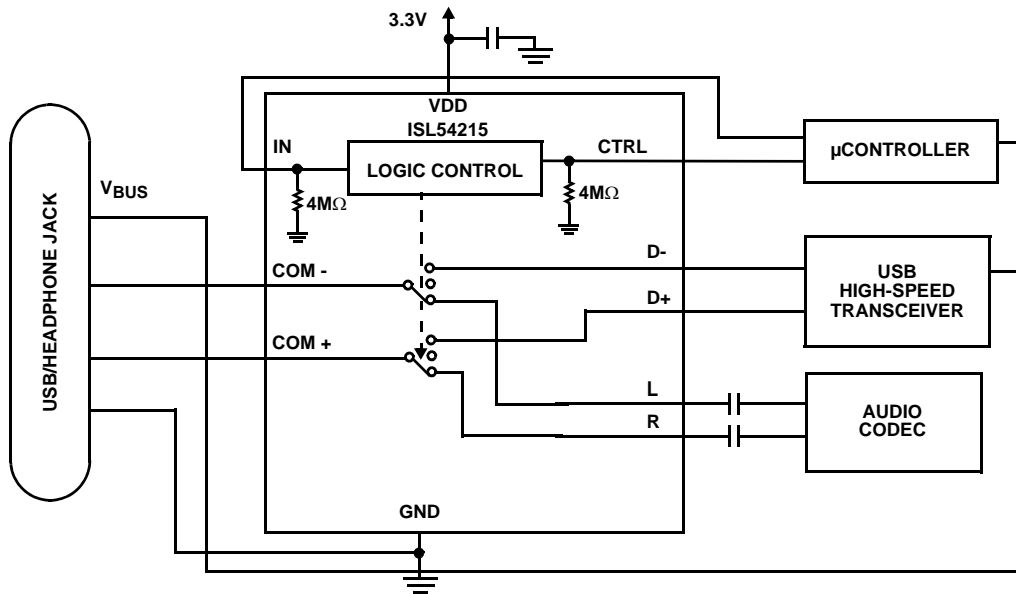 3.3V
VDD
ISL54215
IN
LOGIC CONTROL
CTRL
4MΩ
4MΩ
µCONTROLLER
USB/HEADPHONE JACK
VBUS
COM -
COM +
D-
D+
USB
HIGH-SPEED
TRANSCEIVER
L
R
AUDIO
CODEC
GND